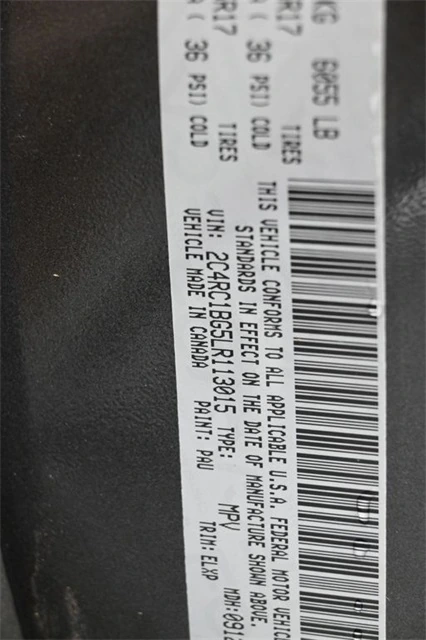 KG 6055 LB
R17 TIRES
( 36 PSI) COLD
R17 TIRES
( 36 PSI) COLD
THIS VEHICLE CONFORMS TO ALL APPLICABLE U.S.A. FEDERAL MOTOR VEHIC
STANDARDS IN EFFECT ON THE DATE OF MANUFACTURE SHOWN ABOVE.
VIN: 2C4RC1BG5LR113015 TYPE: MPV MDH:091
VEHICLE MADE IN CANADA PAINT: PAU TRIM: ELXP